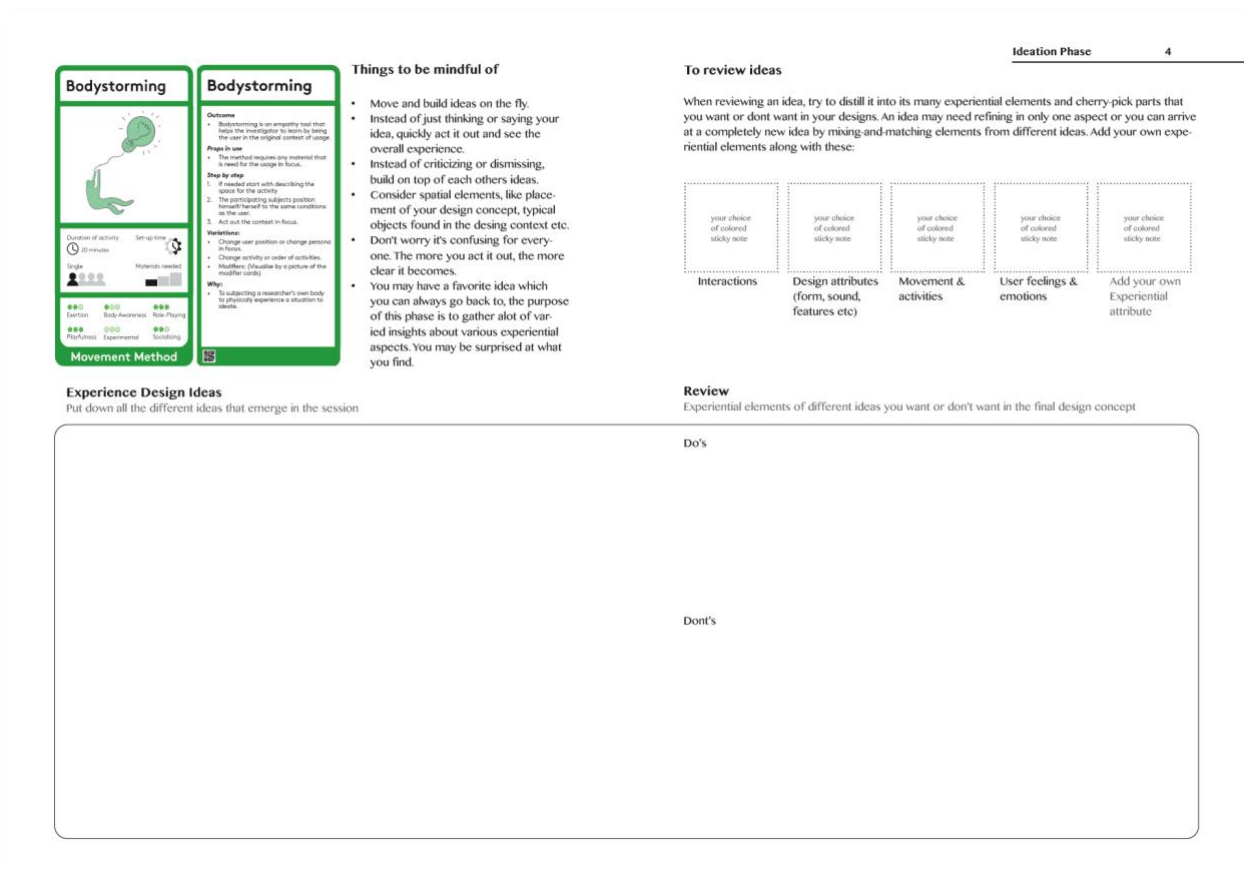 Ideation Phase 4
Bodystorming
Duration of activity Set-up time
20 minutes
Single Materials needed
Exertion Body Awareness Role-Playing
Playfulness Experimental Socialising
Movement Method
Bodystorming
Outcome
• Bodystorming is an empathy tool that
helps the investigator to learn by being
the user in the original context of usage.
Props in use
• The method requires any material that
is need for the usage in focus.
Step by step
1. If needed start with describing the
space for the activity
2. The participating subjects position
himself/herself to the same conditions
as the user.
3. Act out the context in focus.
Variations:
• Change user position or change persona
in focus.
• Change activity or order of activities.
• Modifiers: (Visualise by a picture of the
modifier cards)
Why:
• To subjecting a researcher's own body
to physically experience a situation to
ideate.
Things to be mindful of
• Move and build ideas on the fly.
• Instead of just thinking or saying your
idea, quickly act it out and see the
overall experience.
• Instead of criticizing or dismissing,
build on top of each others ideas.
• Consider spatial elements, like place-
ment of your design concept, typical
objects found in the desing context etc.
• Don't worry it's confusing for every-
one. The more you act it out, the more
clear it becomes.
• You may have a favorite idea which
you can always go back to, the purpose
of this phase is to gather alot of var-
ied insights about various experiential
aspects. You may be surprised at what
you find.
To review ideas
When reviewing an idea, try to distill it into its many experiential elements and cherry-pick parts that
you want or dont want in your designs. An idea may need refining in only one aspect or you can arrive
at a completely new idea by mixing-and-matching elements from different ideas. Add your own expe-
riential elements along with these:
your choice
of colored
sticky note
Interactions
your choice
of colored
sticky note
Design attributes
(form, sound,
features etc)
your choice
of colored
sticky note
Movement &
activities
your choice
of colored
sticky note
User feelings &
emotions
your choice
of colored
sticky note
Add your own
Experiential
attribute
Experience Design Ideas
Put down all the different ideas that emerge in the session
Review
Experiential elements of different ideas you want or don't want in the final design concept
Do's
Dont's